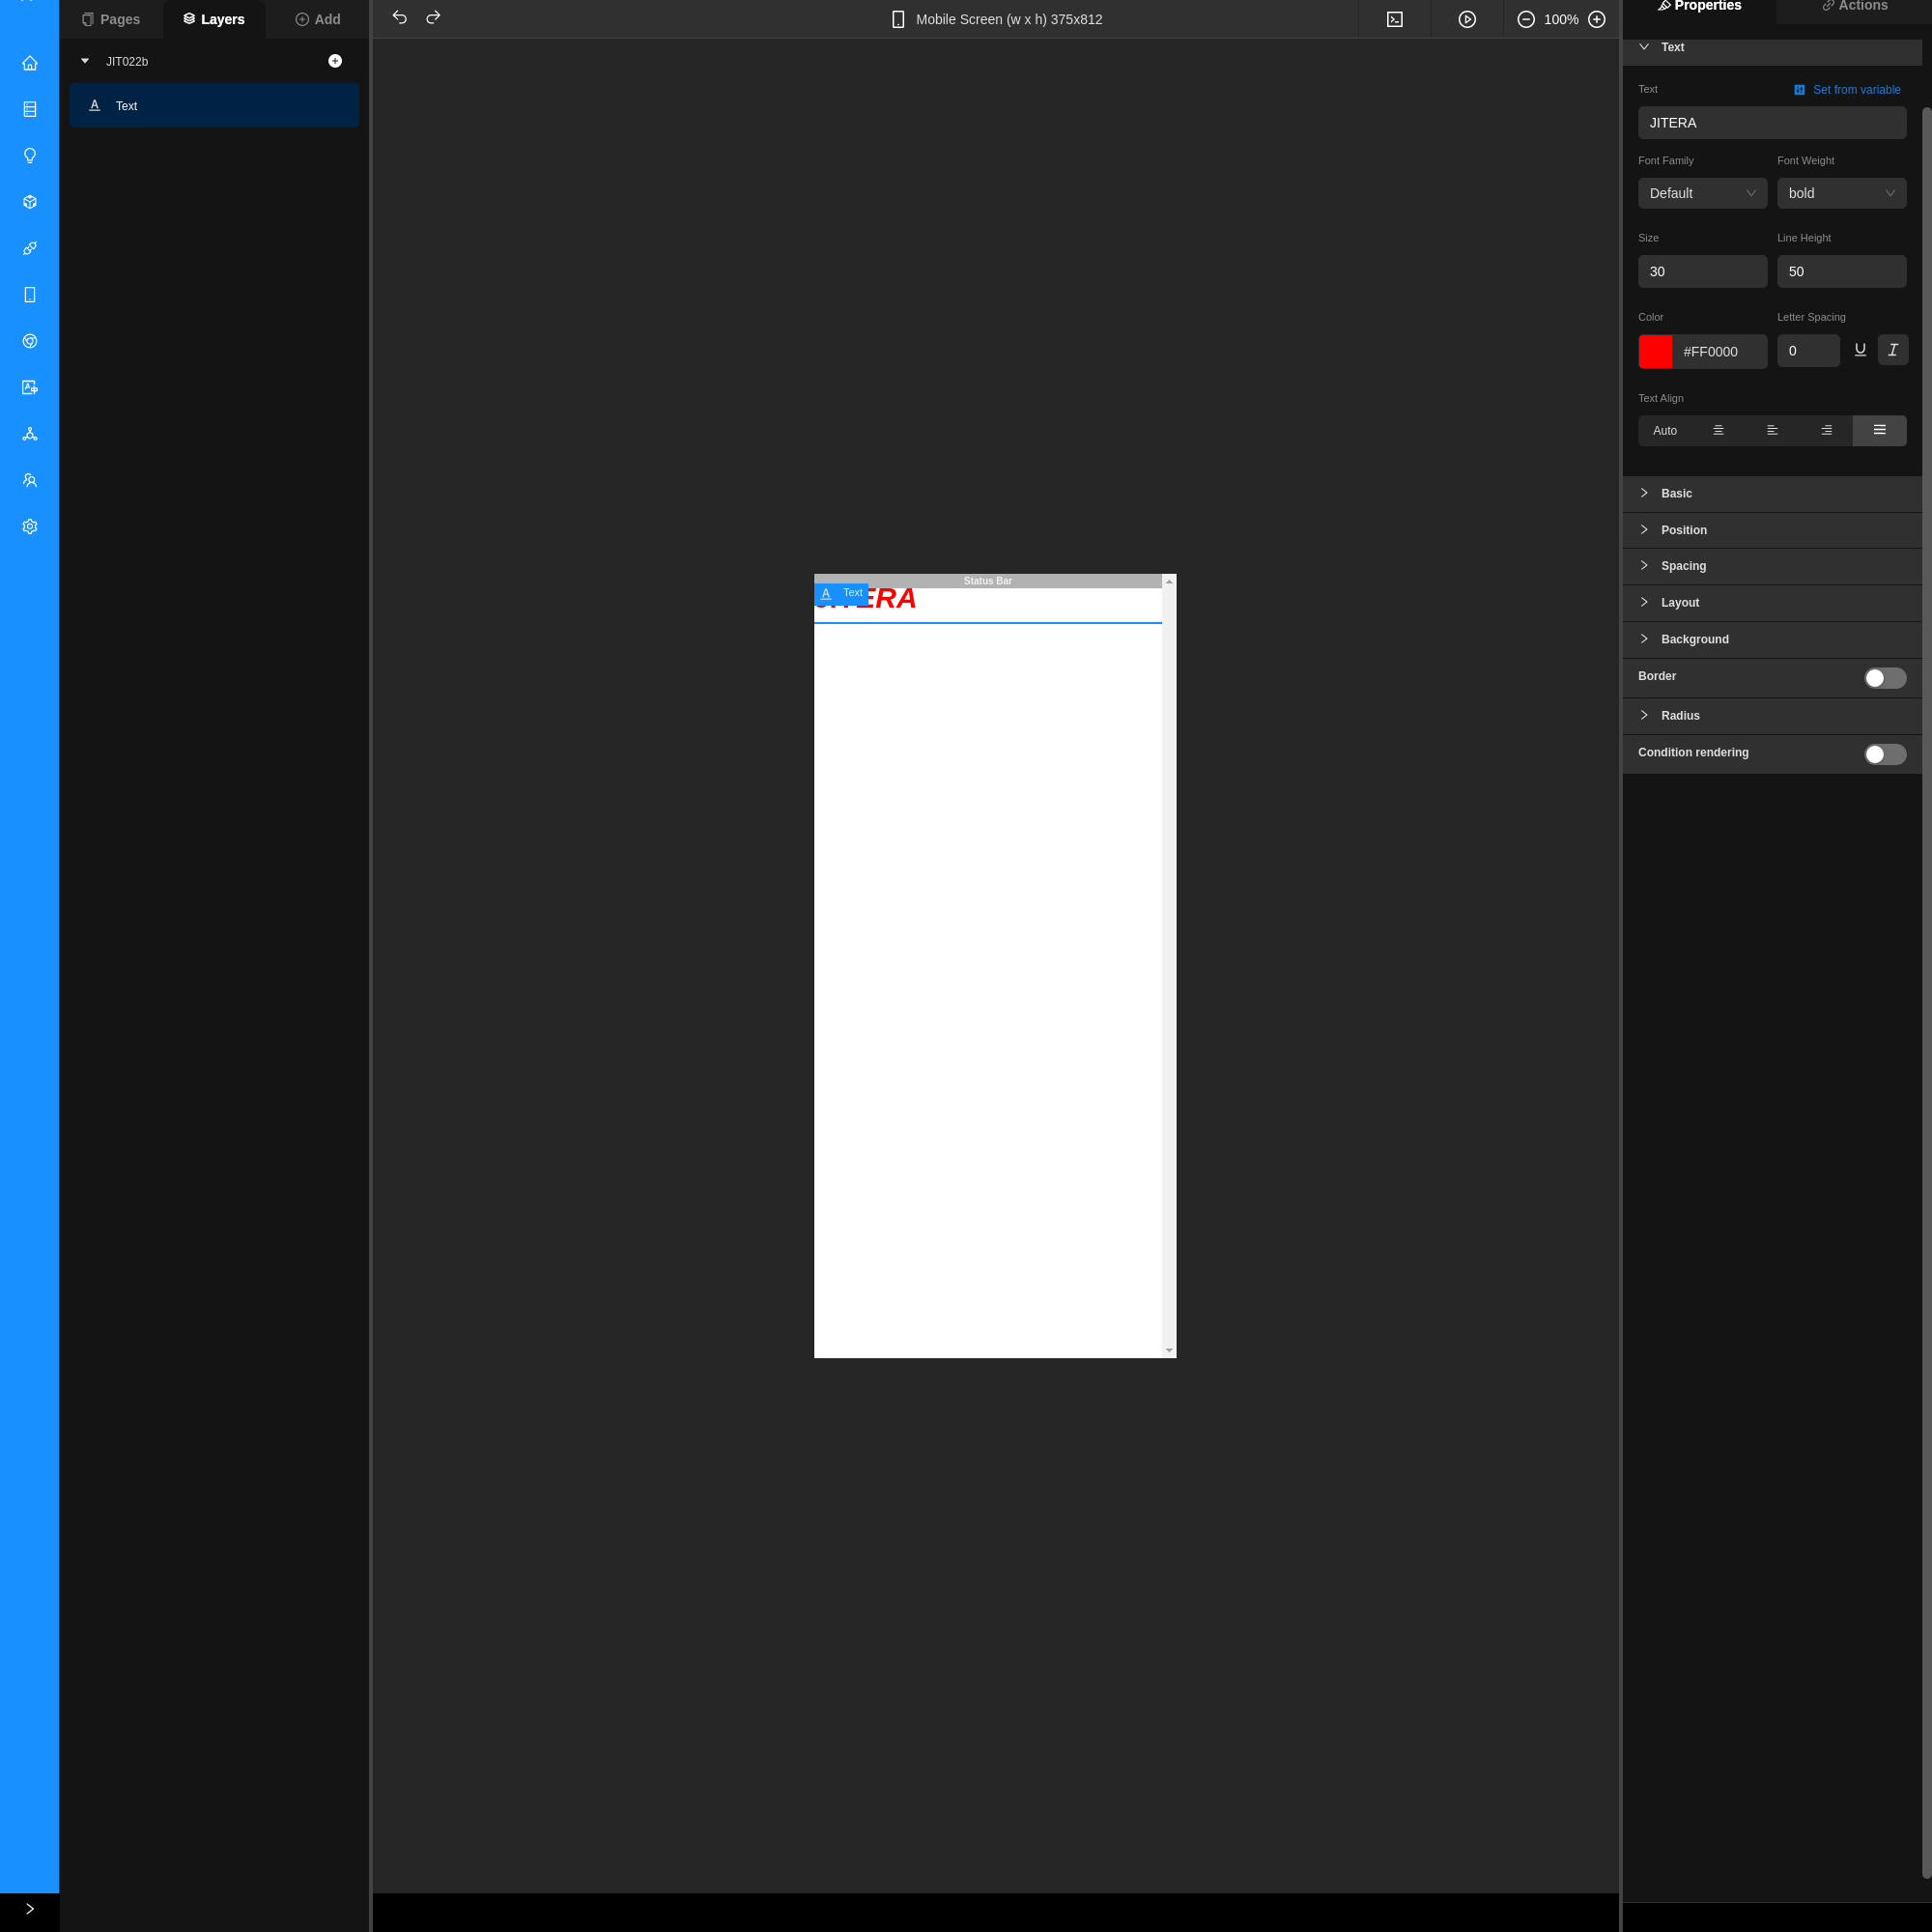 Pages
Layers
Add
Mobile Screen (w x h) 375x812
100%
Properties
Actions
JIT022b
Text
Text
Text
Set from variable
JITERA
Font Family
Font Weight
Default
bold
Size
Line Height
30
50
Color
Letter Spacing
#FF0000
0
Text Align
Auto
Basic
Position
Spacing
Layout
Background
Border
Radius
Condition rendering
Status Bar
Text
ERA